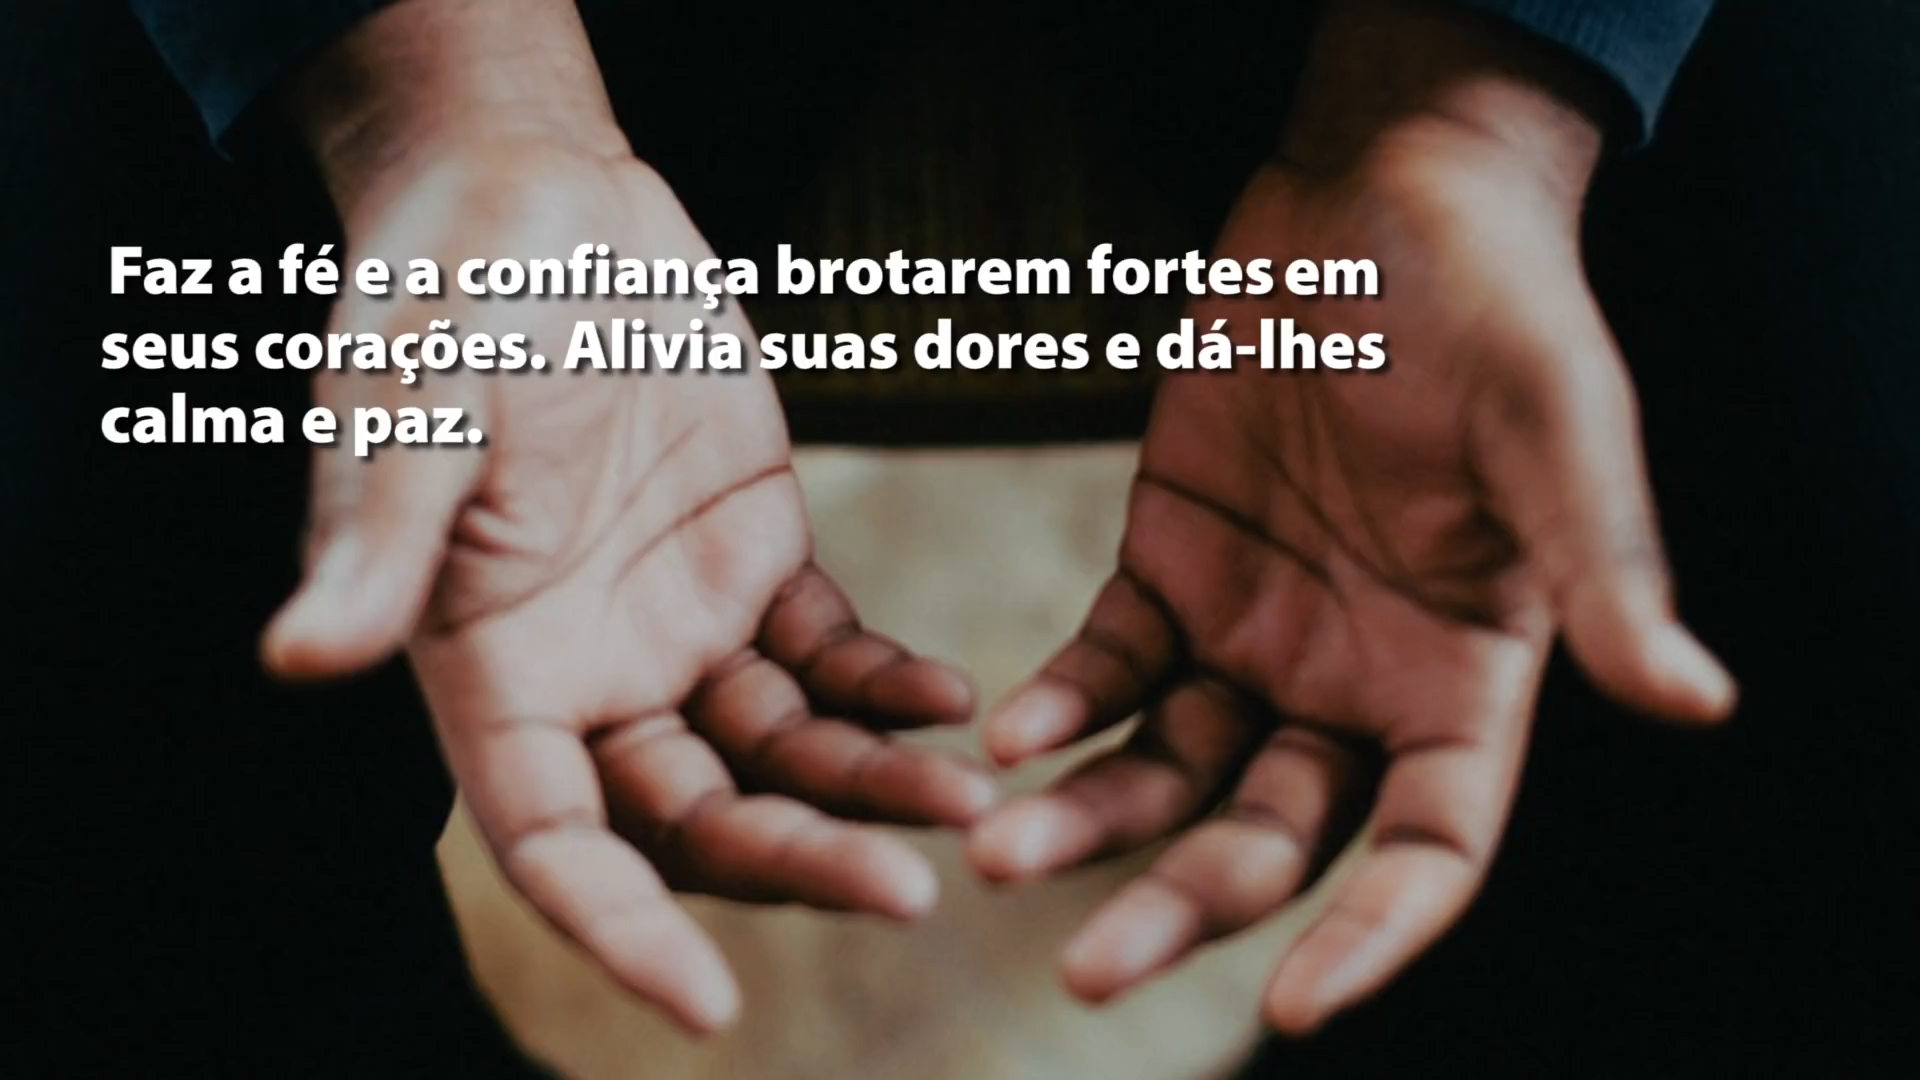 Faz a fé e a confiança brotarem fortes em
seus corações. Alivia suas dores e dá-lhes
calma e paz.